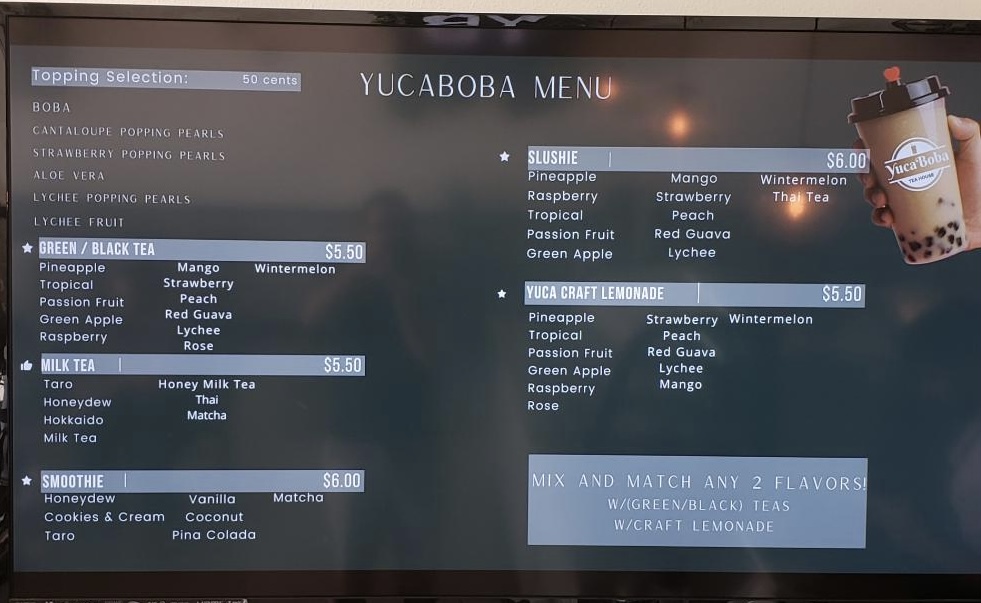 Topping Selection: 50 cents
BOBA
CANTALOUPE POPPING PEARLS
STRAWBERRY POPPING PEARLS
ALOE VERA
LYCHEE POPPING PEARLS
LYCHEE FRUIT
YUCABOBA MENU
GREEN / BLACK TEA $5.50
Pineapple Mango Wintermelon
Tropical Strawberry
Passion Fruit Peach
Green Apple Red Guava
Raspberry Lychee
Rose
MILK TEA | $5.50
Taro Honey Milk Tea
Honeydew Thai
Hokkaido Matcha
Milk Tea
SMOOTHIE | $6.00
Honeydew Vanilla Matcha
Cookies & Cream Coconut
Taro Pina Colada
SLUSHIE | $6.00
Pineapple Mango Wintermelon
Raspberry Strawberry Thai Tea
Tropical Peach
Passion Fruit Red Guava
Green Apple Lychee
YUCA CRAFT LEMONADE | $5.50
Pineapple Strawberry Wintermelon
Tropical Peach
Passion Fruit Red Guava
Green Apple Lychee
Raspberry Mango
Rose
MIX AND MATCH ANY 2 FLAVORS!
W/(GREEN/BLACK) TEAS
W/CRAFT LEMONADE
Yuca Boba
TEA HOUSE